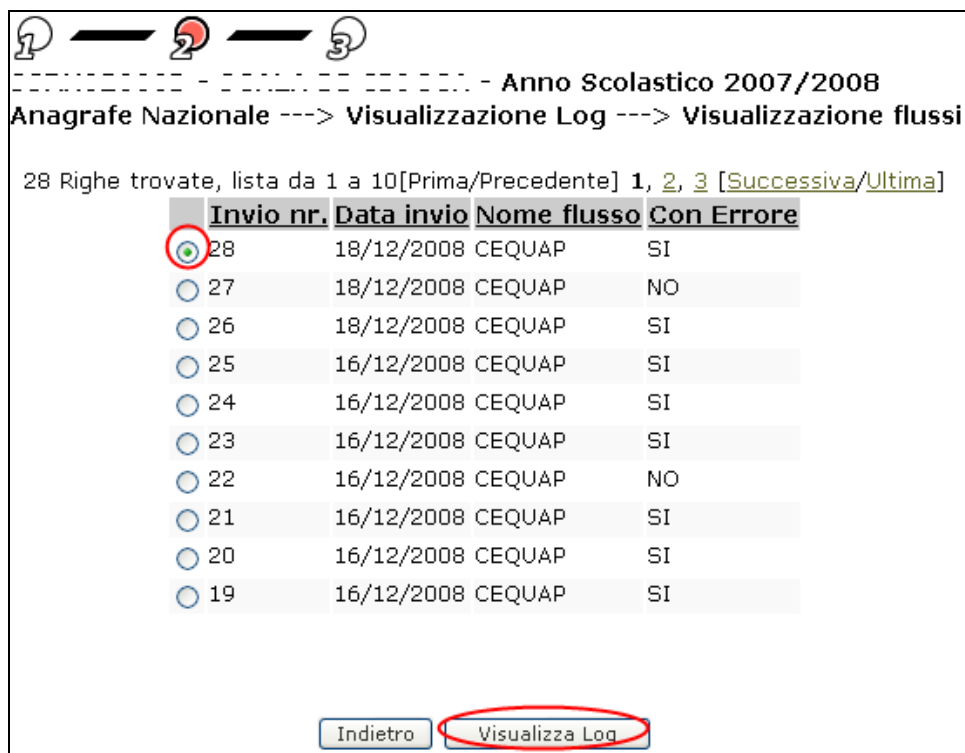 1 2 3
- Anno Scolastico 2007/2008
Anagrafe Nazionale ---> Visualizzazione Log ---> Visualizzazione flussi
28 Righe trovate, lista da 1 a 10[Prima/Precedente] 1, 2, 3 [Successiva/Ultima]
Invio nr. Data invio Nome flusso Con Errore
28 18/12/2008 CEQUAP SI
27 18/12/2008 CEQUAP NO
26 18/12/2008 CEQUAP SI
25 16/12/2008 CEQUAP SI
24 16/12/2008 CEQUAP SI
23 16/12/2008 CEQUAP SI
22 16/12/2008 CEQUAP NO
21 16/12/2008 CEQUAP SI
20 16/12/2008 CEQUAP SI
19 16/12/2008 CEQUAP SI
Indietro Visualizza Log